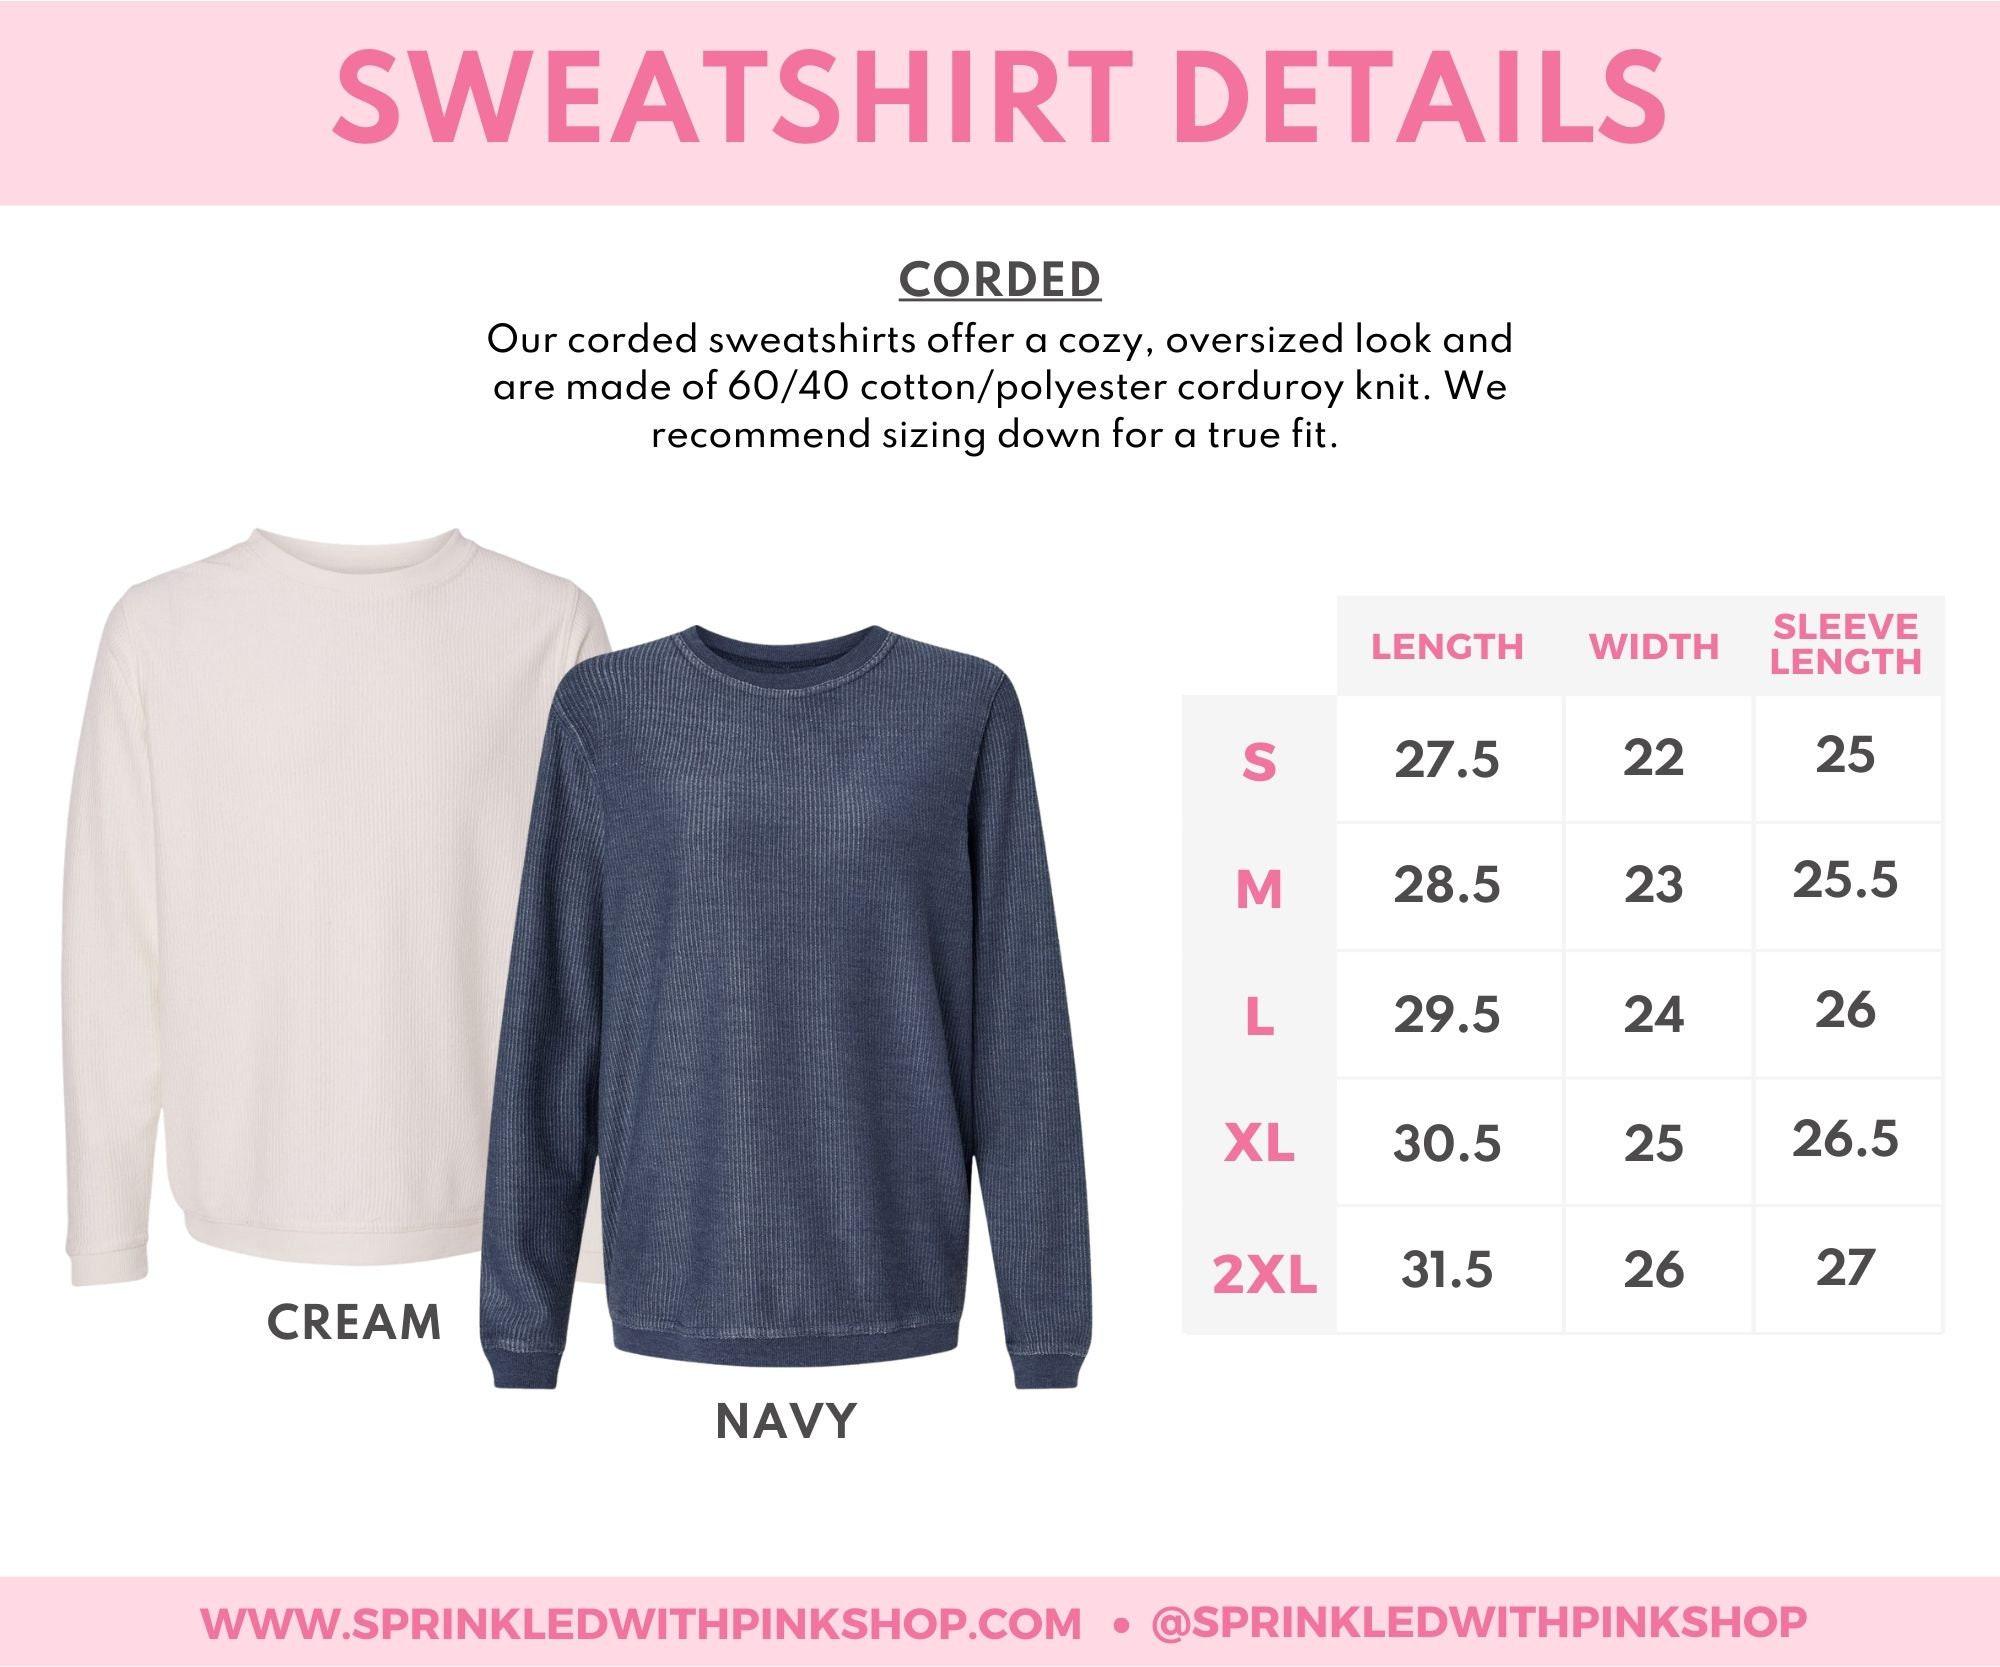 SWEATSHIRT DETAILS
CORDED
Our corded sweatshirts offer a cozy, oversized look and
are made of 60/40 cotton/polyester corduroy knit. We
recommend sizing down for a true fit.
CREAM
NAVY
LENGTH WIDTH SLEEVE LENGTH
S 27.5 22 25
M 28.5 23 25.5
L 29.5 24 26
XL 30.5 25 26.5
2XL 31.5 26 27
WWW.SPRINKLEDWITHPINKSHOP.COM • @SPRINKLEDWITHPINKSHOP